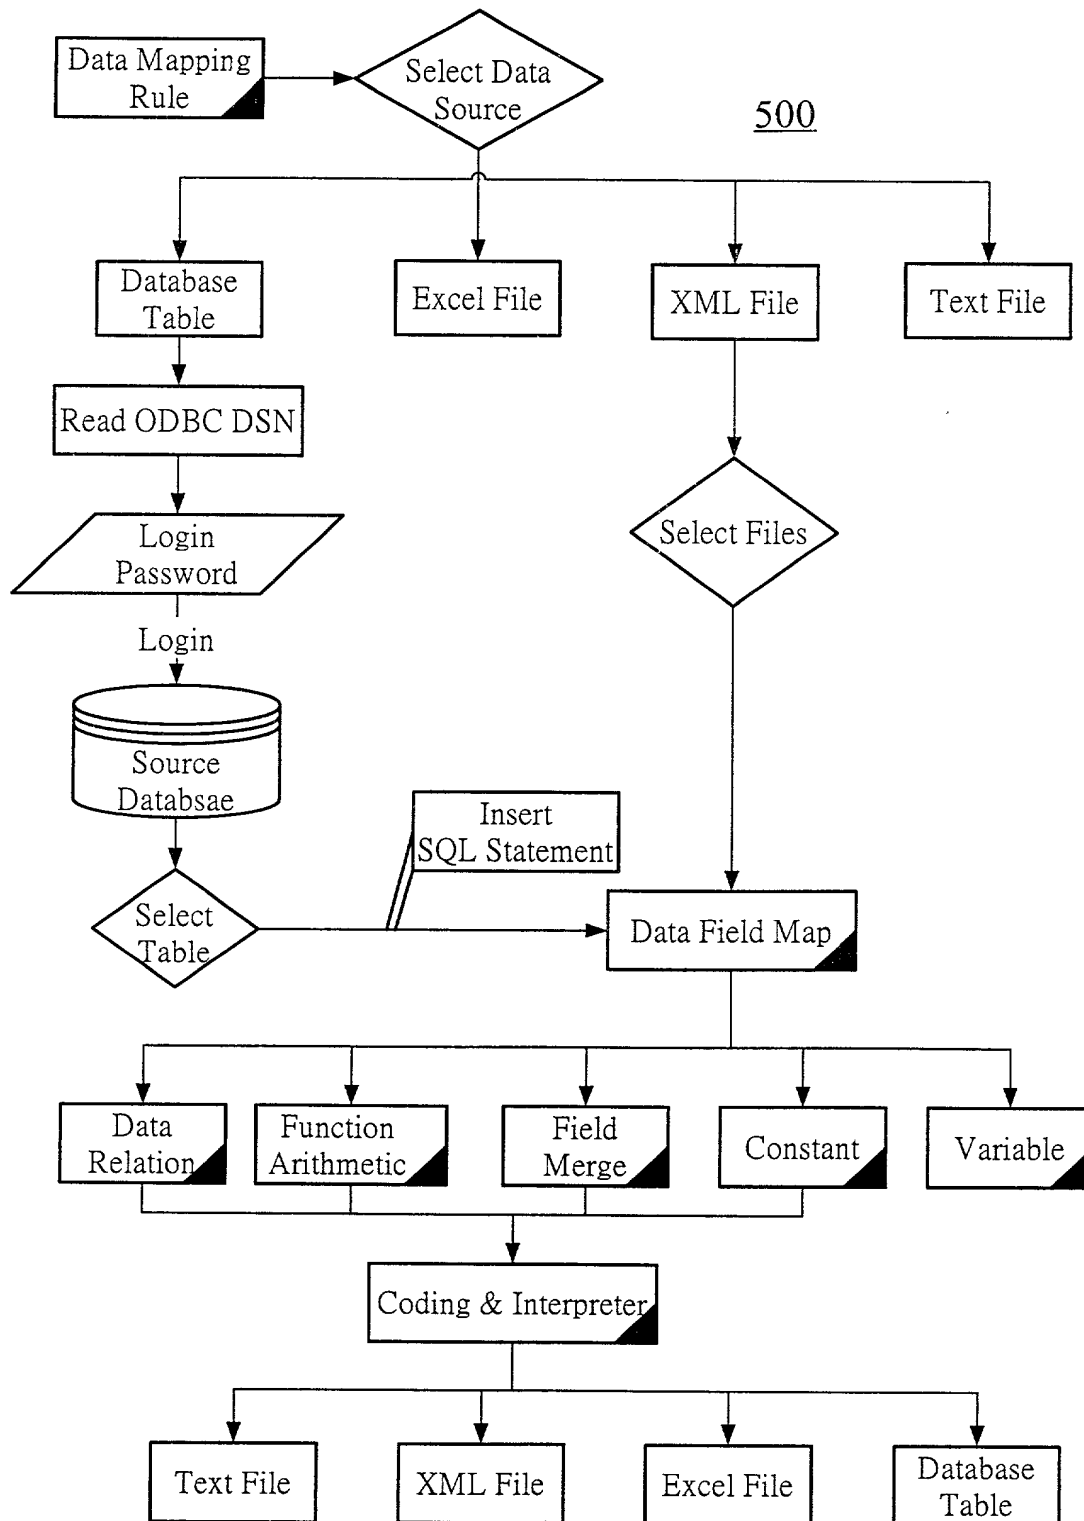 Data Mapping
Rule
Select Data
Source
500
Database
Table
Excel File
XML File
Text File
Read ODBC DSN
Select Files
Login
Password
Login
Source
Databsae
Insert
SQL Statement
Select
Table
Data Field Map
Data
Relation
Function
Arithmetic
Field
Merge
Constant
Variable
Coding & Interpreter
Text File
XML File
Excel File
Database
Table